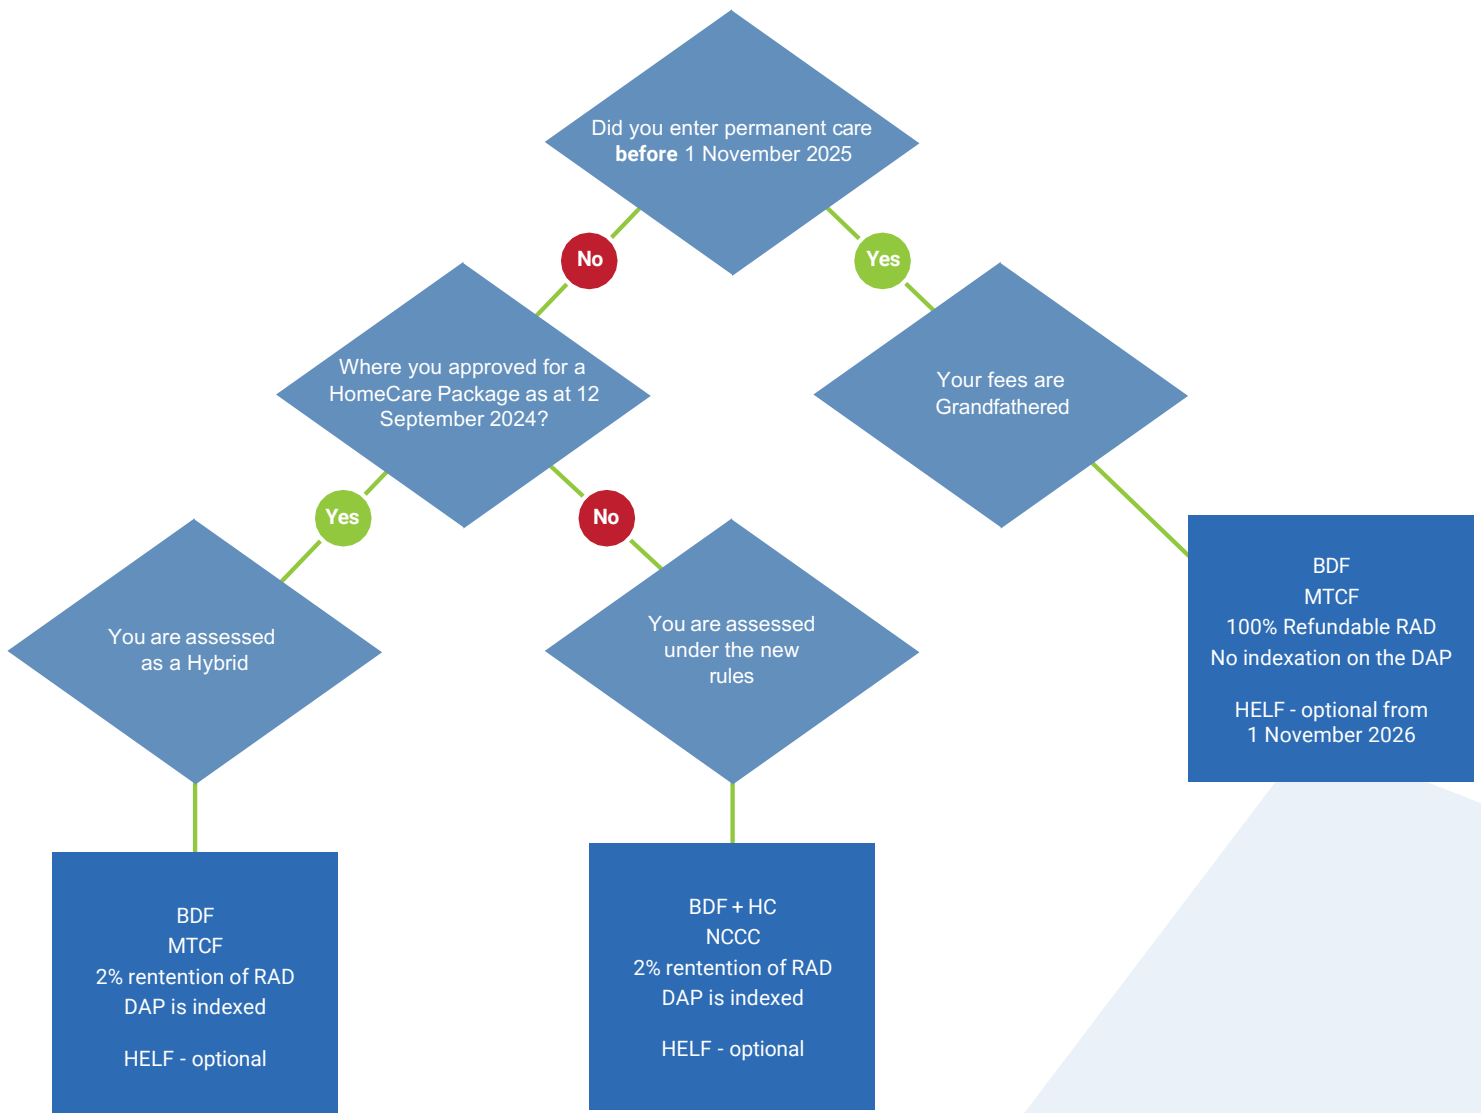 Did you enter permanent care
before 1 November 2025
No
Yes
Where you approved for a
HomeCare Package as at 12
September 2024?
Your fees are
Grandfathered
Yes
No
You are assessed
as a Hybrid
You are assessed
under the new
rules
BDF
MTCF
100% Refundable RAD
No indexation on the DAP
HELF - optional from
1 November 2026
BDF
MTCF
2% rentention of RAD
DAP is indexed
HELF - optional
BDF + HC
NCCC
2% rentention of RAD
DAP is indexed
HELF - optional